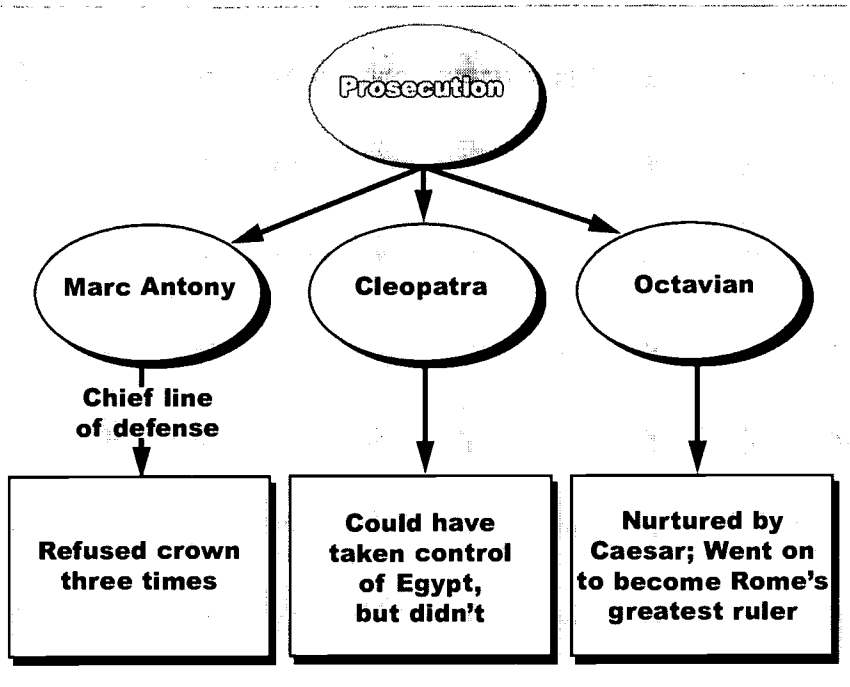 Prosecution
Marc Antony
Cleopatra
Octavian
Chief line
of defense
Refused crown
three times
Could have
taken control
of Egypt,
but didn't
Nurtured by
Caesar; Went on
to become Rome's
greatest ruler